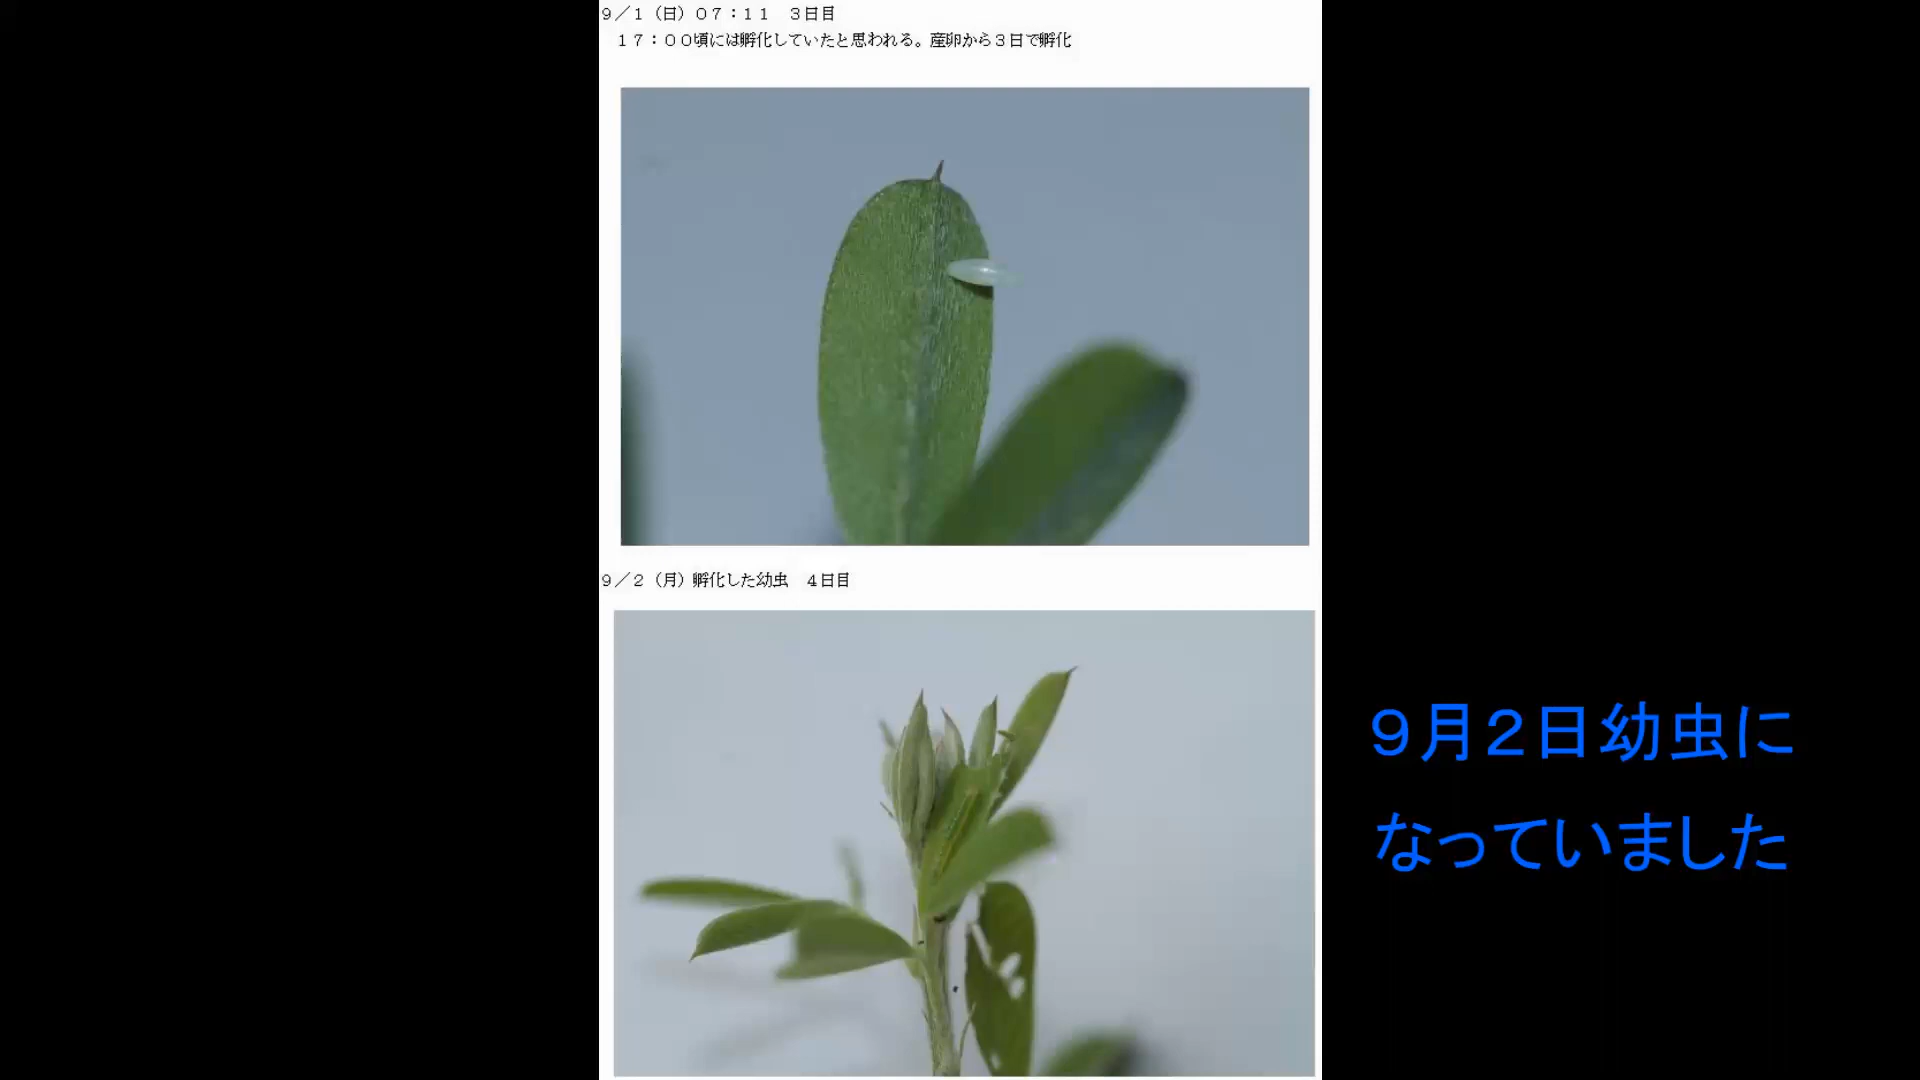 ９／１（日）０７：１１　３日目
１７：００頃には孵化していたと思われる。産卵から３日で孵化
９／２（月）孵化した幼虫　４日目
９月２日幼虫に
なっていました